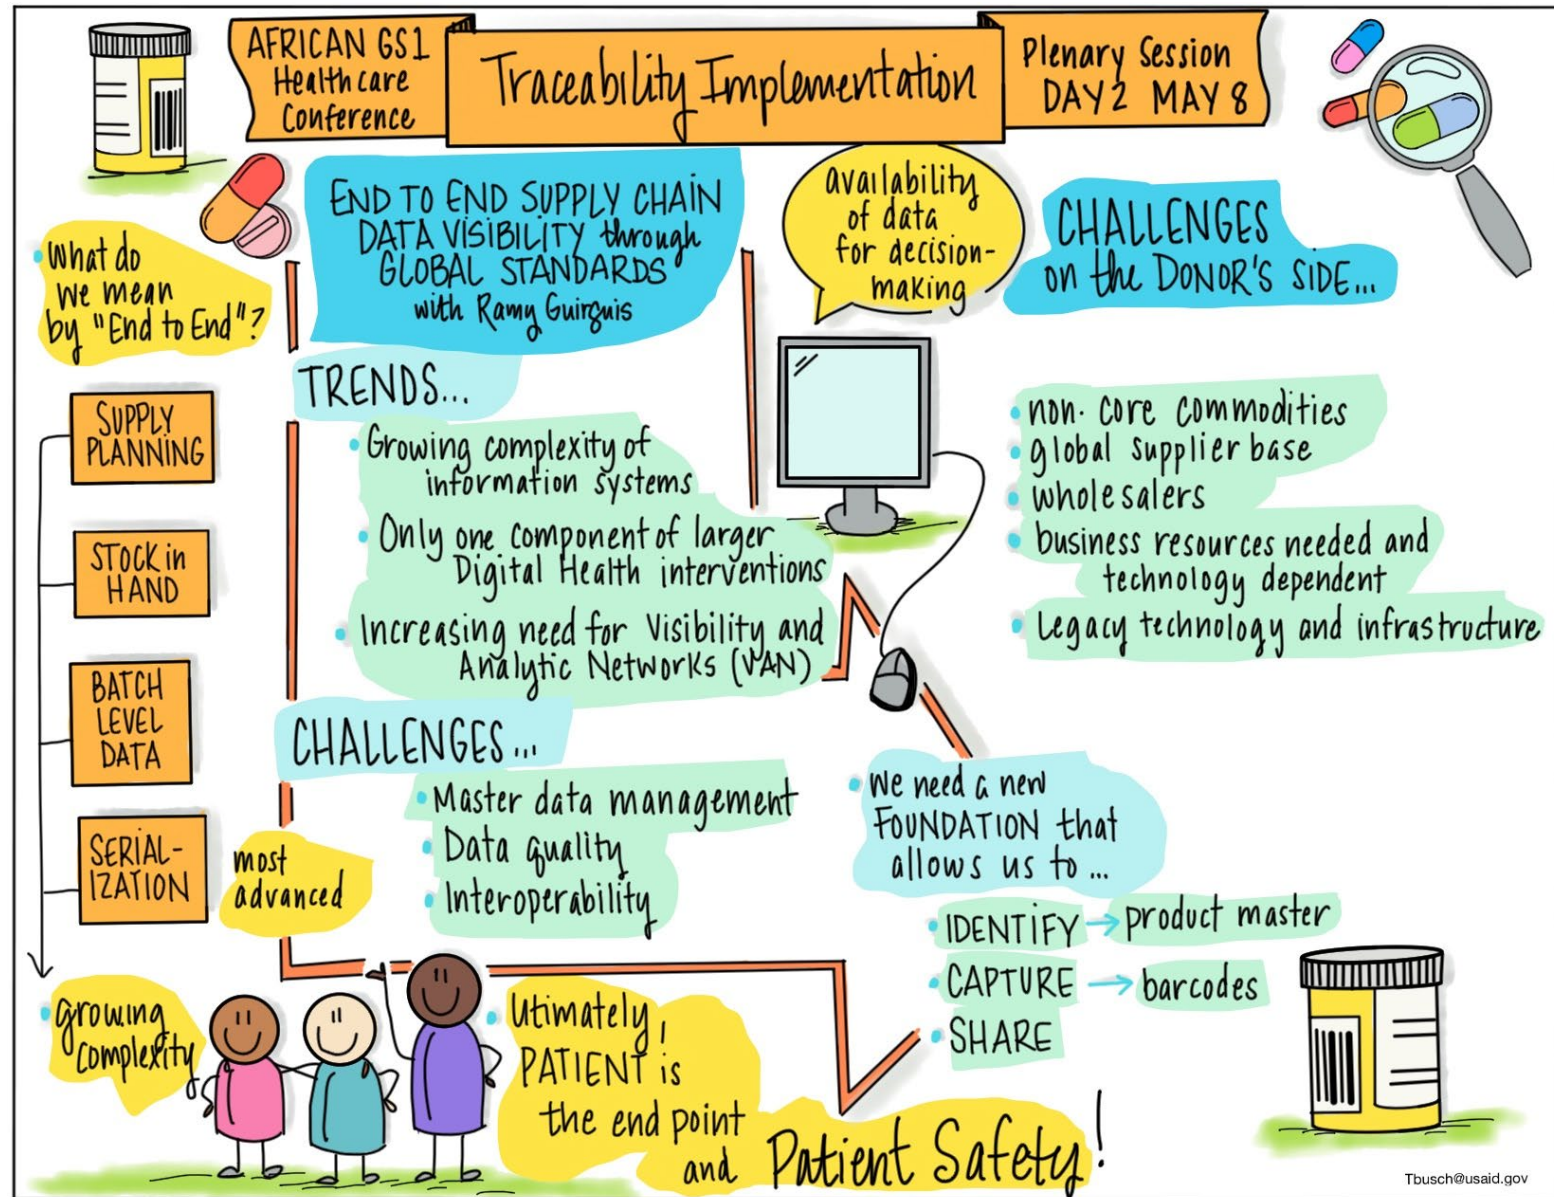 AFRICAN GS1
Healthcare
Conference
Traceability Implementation
Plenary Session
DAY 2 MAY 8
What do
we mean
by "End to End"?
SUPPLY
PLANNING
STOCK in
HAND
BATCH
LEVEL
DATA
SERIAL-
IZATION
most
advanced
growing
complexity
END TO END SUPPLY CHAIN
DATA VISIBILITY through
GLOBAL STANDARDS
with Ramy Guirguis
TRENDS...
Growing complexity of
information systems
Only one component of larger
Digital Health interventions
Increasing need for Visibility and
Analytic Networks (VAN)
CHALLENGES...
Master data management
Data quality
Interoperability
availability
of data
for decision-
making
CHALLENGES
on the DONOR'S SIDE...
non-core commodities
global supplier base
wholesalers
business resources needed and
technology dependent
Legacy technology and infrastructure
We need a new
FOUNDATION that
allows us to...
IDENTIFY → product master
CAPTURE → barcodes
SHARE
Utimately,
PATIENT is
the end point
and Patient Safety!
Tbusch@usaid.gov